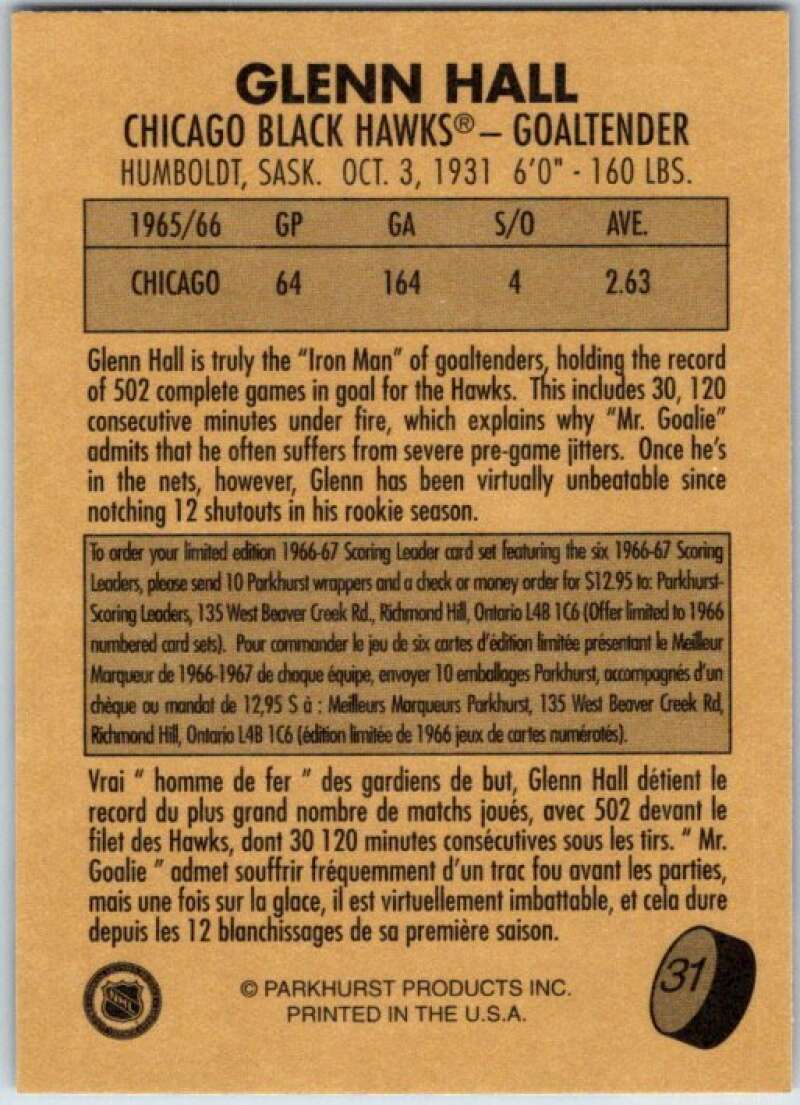 GLENN HALL
CHICAGO BLACK HAWKS® – GOALTENDER
HUMBOLDT, SASK. OCT. 3, 1931 6'0" - 160 LBS.
1965/66 GP GA S/O AVE.
CHICAGO 64 164 4 2.63
Glenn Hall is truly the "Iron Man" of goaltenders, holding the record
of 502 complete games in goal for the Hawks. This includes 30, 120
consecutive minutes under fire, which explains why "Mr. Goalie"
admits that he often suffers from severe pre-game jitters. Once he's
in the nets, however, Glenn has been virtually unbeatable since
notching 12 shutouts in his rookie season.
To order your limited edition 1966-67 Scoring Leader card set featuring the six 1966-67 Scoring
Leaders, please send 10 Parkhurst wrappers and a check or money order for $12.95 to: Parkhurst-
Scoring Leaders, 135 West Beaver Creek Rd., Richmond Hill, Ontario L4B 1C6 (Offer limited to 1966
numbered card sets). Pour commander le jeu de six cartes d'édition limitée présentant le Meilleur
Marqueur de 1966-1967 de chaque équipe, envoyer 10 emballages Parkhurst, accompagnés d'un
chèque ou mandat de 12,95 $ à : Meilleurs Marqueurs Parkhurst, 135 West Beaver Creek Rd,
Richmond Hill, Ontario L4B 1C6 (édition limitée de 1966 jeux de cartes numérotés).
Vrai " homme de fer " des gardiens de but, Glenn Hall détient le
record du plus grand nombre de matchs joués, avec 502 devant le
filet des Hawks, dont 30 120 minutes consécutives sous les tirs. " Mr.
Goalie " admet souffrir fréquemment d'un trac fou avant les parties,
mais une fois sur la glace, il est virtuellement imbattable, et cela dure
depuis les 12 blanchissages de sa première saison.
NHL
© PARKHURST PRODUCTS INC.
PRINTED IN THE U.S.A.
31